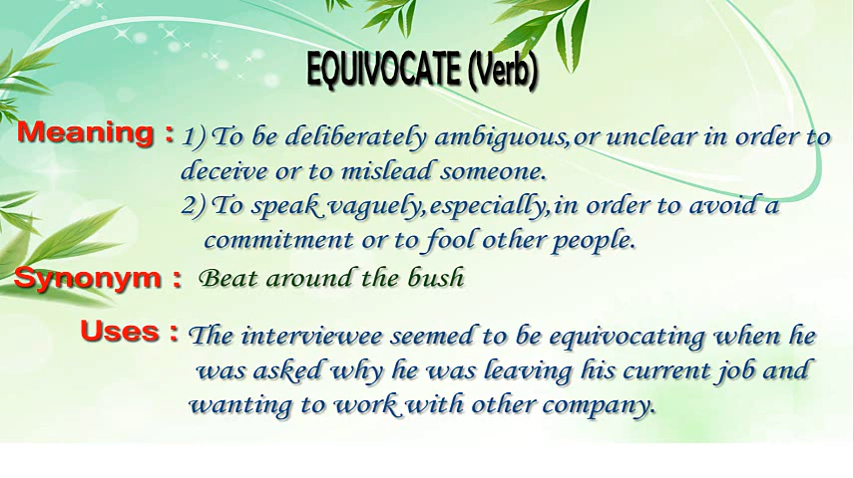 EQUIVOCATE (Verb)
Meaning : 1) To be deliberately ambiguous,or unclear in order to
deceive or to mislead someone.
2) To speak vaguely,especially,in order to avoid a
commitment or to fool other people.
Synonym : Beat around the bush
Uses : The interviewee seemed to be equivocating when he
was asked why he was leaving his current job and
wanting to work with other company.